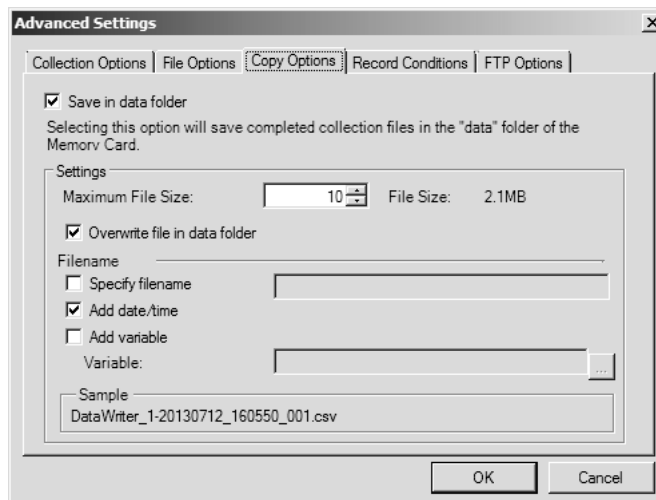 Advanced Settings
Collection Options File Options Copy Options Record Conditions FTP Options
Save in data folder
Selecting this option will save completed collection files in the "data" folder of the
Memory Card.
Settings
Maximum File Size: 10 File Size: 2.1MB
Overwrite file in data folder
Filename
Specify filename
Add date/time
Add variable
Variable: ...
Sample
DataWriter_1-20130712_160550_001.csv
OK Cancel